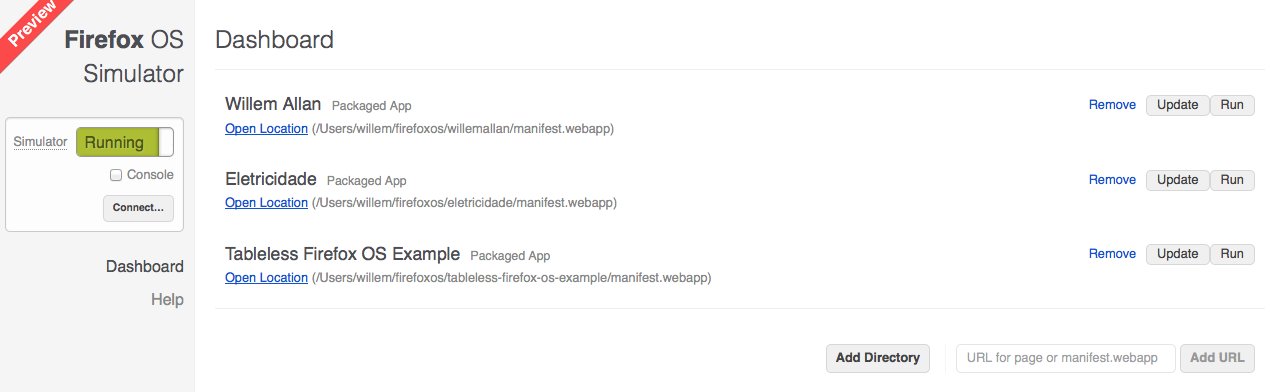 Preview
Firefox OS
Simulator
Simulator Running
Console
Connect...
Dashboard
Help
Dashboard
Willem Allan Packaged App Remove Update Run
Open Location (/Users/willem/firefoxos/willemallan/manifest.webapp)
Eletricidade Packaged App Remove Update Run
Open Location (/Users/willem/firefoxos/eletricidade/manifest.webapp)
Tableless Firefox OS Example Packaged App Remove Update Run
Open Location (/Users/willem/firefoxos/tableless-firefox-os-example/manifest.webapp)
Add Directory URL for page or manifest.webapp Add URL